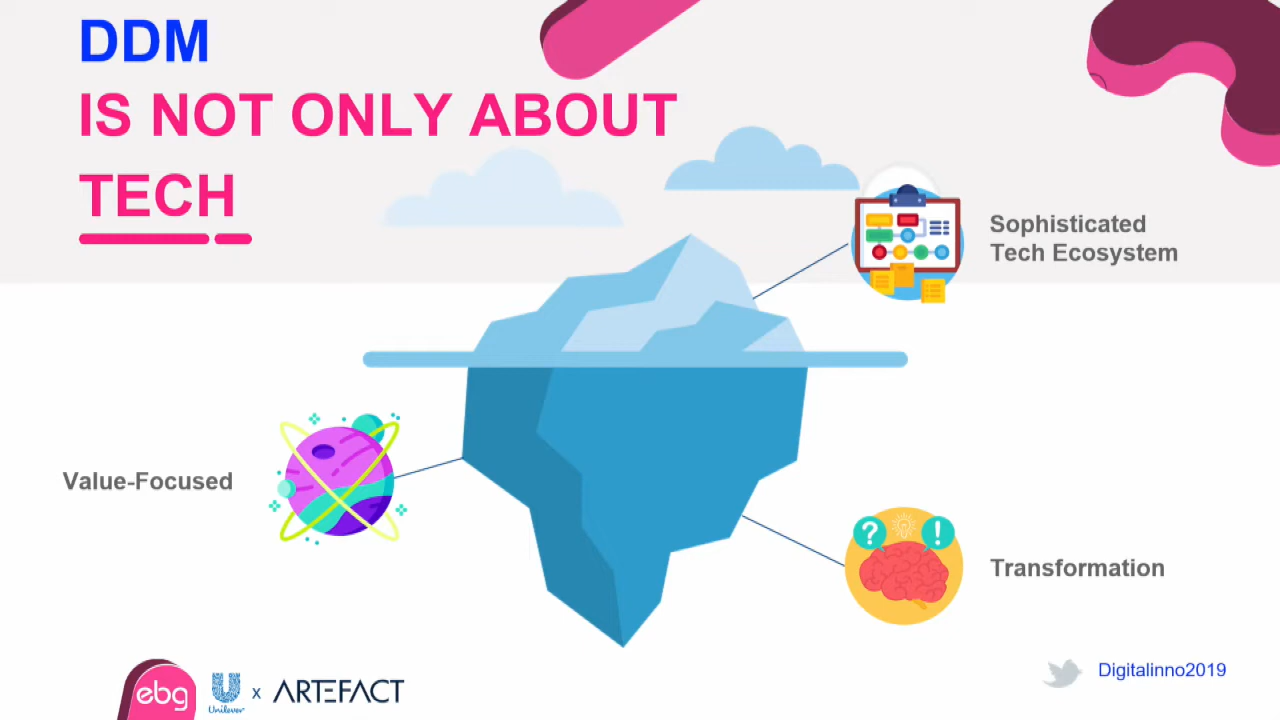 DDM
IS NOT ONLY ABOUT
TECH
Sophisticated
Tech Ecosystem
Value-Focused
?
!
Transformation
ebg
Unilever
x
ARTEFACT
Digitalinno2019